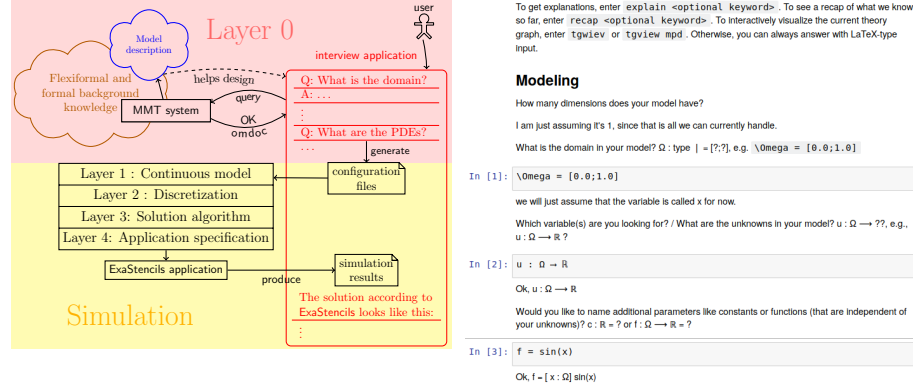 user
Layer 0
Model
description
interview application
Flexiformal and
formal background
knowledge
helps design
MMT system
query
OK
omdoc
Q: What is the domain?
A: ...
⋮
Q: What are the PDEs?
...
generate
configuration
files
Layer 1 : Continuous model
Layer 2 : Discretization
Layer 3: Solution algorithm
Layer 4: Application specification
ExaStencils application
produce
simulation
results
Simulation
The solution according to
ExaStencils looks like this:
⋮
To get explanations, enter explain <optional keyword> . To see a recap of what we know
so far, enter recap <optional keyword> . To interactively visualize the current theory
graph, enter tgwiev or tgview mpd . Otherwise, you can always answer with LaTeX-type
input.
Modeling
How many dimensions does your model have?
I am just assuming it's 1, since that is all we can currently handle.
What is the domain in your model? Ω : type | = [?;?], e.g. \Omega = [0.0;1.0]
In [1]: \Omega = [0.0;1.0]
we will just assume that the variable is called x for now.
Which variable(s) are you looking for? / What are the unknowns in your model? u : Ω ⟶ ??, e.g.,
u : Ω ⟶ ℝ ?
In [2]: u : Ω → ℝ
Ok, u : Ω ⟶ ℝ
Would you like to name additional parameters like constants or functions (that are independent of
your unknowns)? c : ℝ = ? or f : Ω ⟶ ℝ = ?
In [3]: f = sin(x)
Ok, f = [ x : Ω] sin(x)